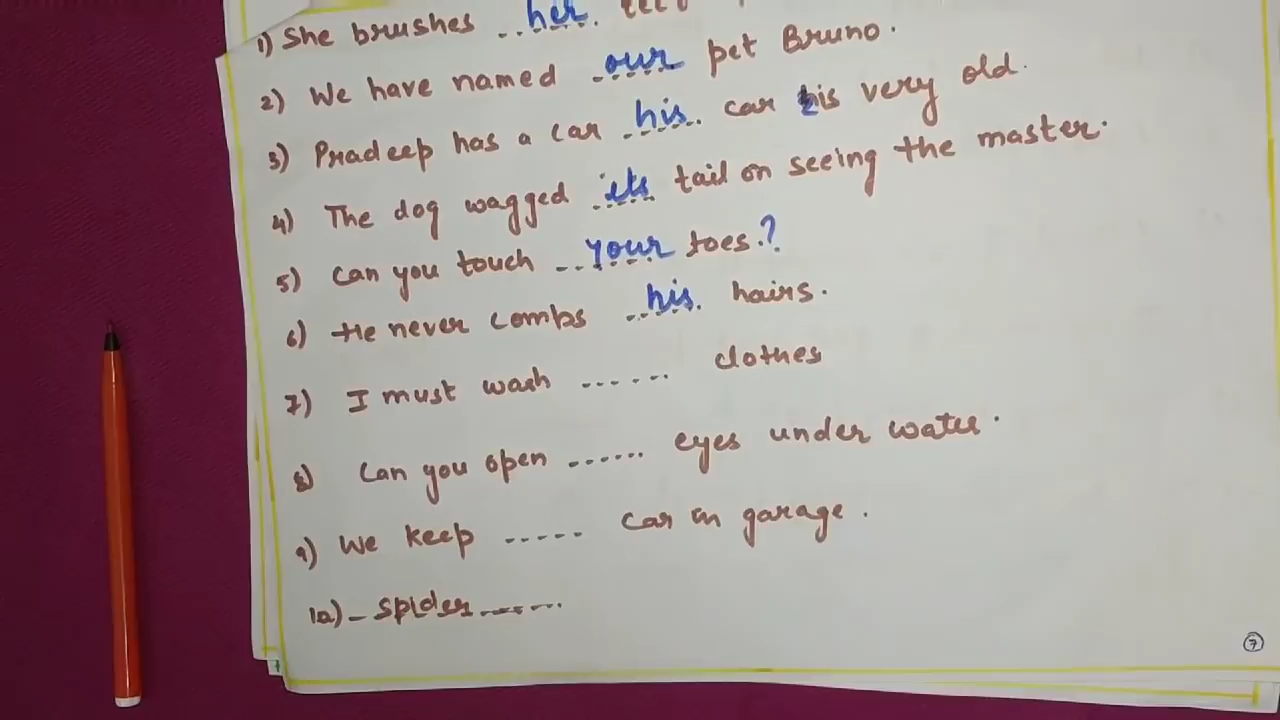 1) She brushes ..her..
2) We have named ..our.. pet Bruno.
3) Pradeep has a car ..his.. car is very old.
4) The dog wagged ..its.. tail on seeing the master.
5) Can you touch ..your.. toes.?
6) He never combs ..his.. hairs.
7) I must wash ...... clothes
8) Can you open ...... eyes under water.
9) We keep ..... car in garage.
10) - Spider ........
7